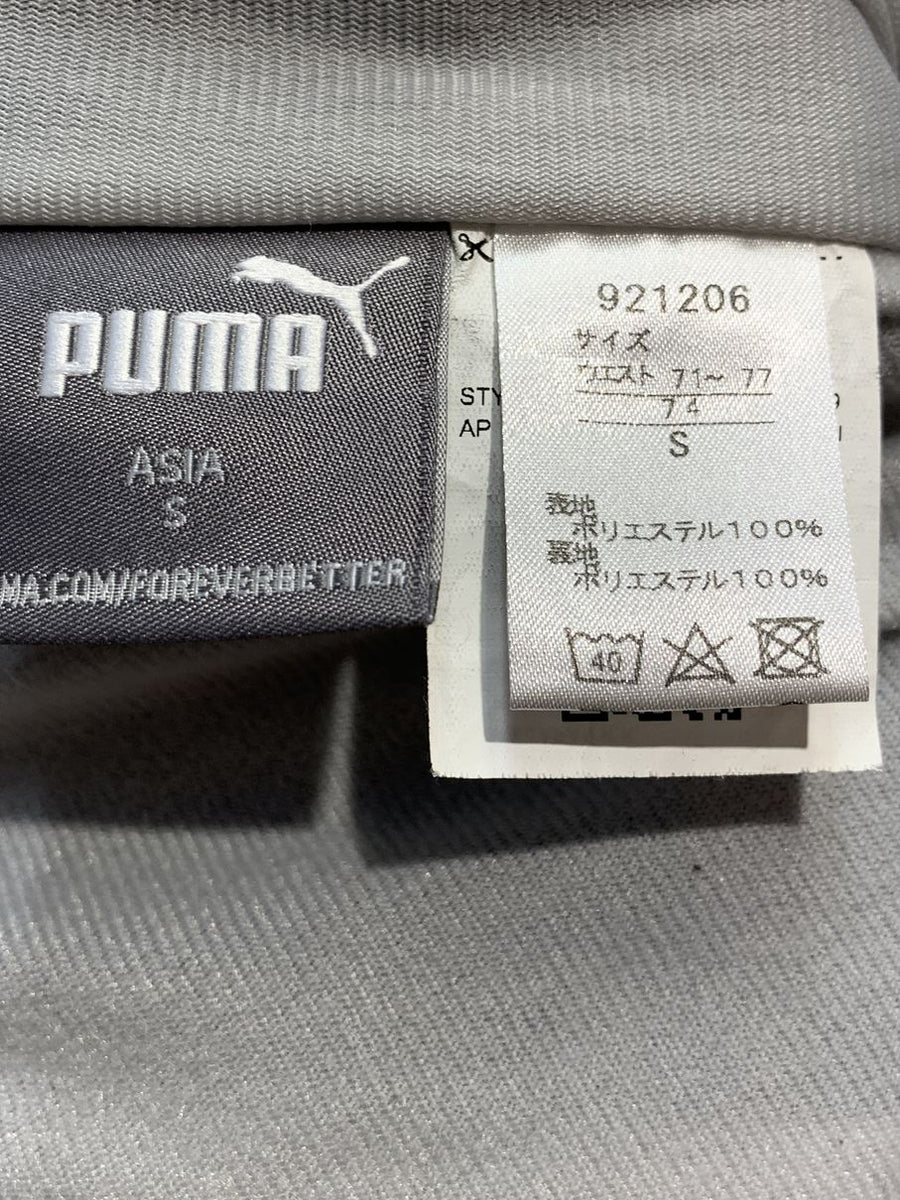 PUMA
ASIA
S
MA.COM/FOREVERBETTER
STY
AP
921206
サイズ
ウエスト 71~ 77
74
S
表地
ポリエステル100%
裏地
ポリエステル100%
40